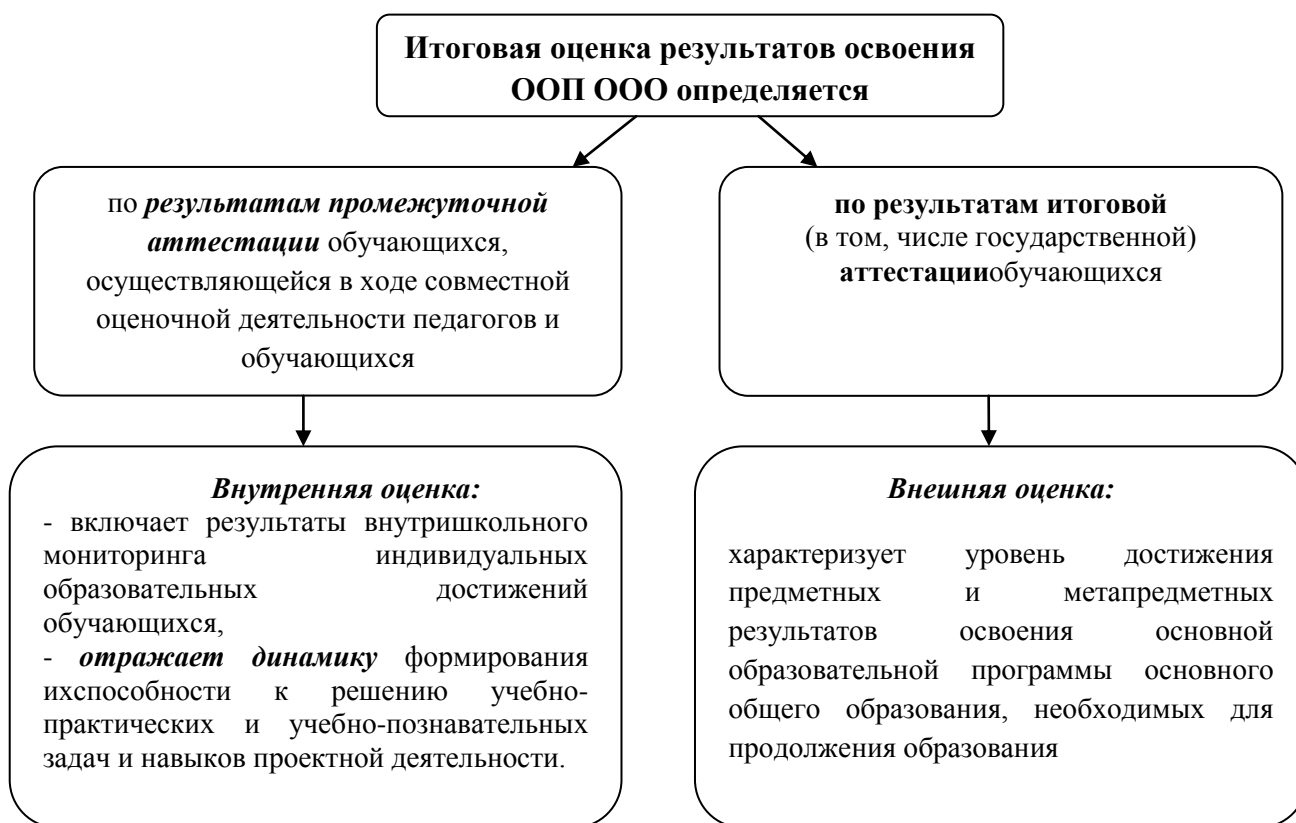 Итоговая оценка результатов освоения
ООП ООО определяется
по результатам промежуточной
аттестации обучающихся,
осуществляющейся в ходе совместной
оценочной деятельности педагогов и
обучающихся
по результатам итоговой
(в том, числе государственной)
аттестацииобучающихся
Внутренняя оценка:
- включает результаты внутришкольного
мониторинга индивидуальных
образовательных достижений
обучающихся,
- отражает динамику формирования
ихспособности к решению учебно-
практических и учебно-познавательных
задач и навыков проектной деятельности.
Внешняя оценка:
характеризует уровень достижения
предметных и метапредметных
результатов освоения основной
образовательной программы основного
общего образования, необходимых для
продолжения образования